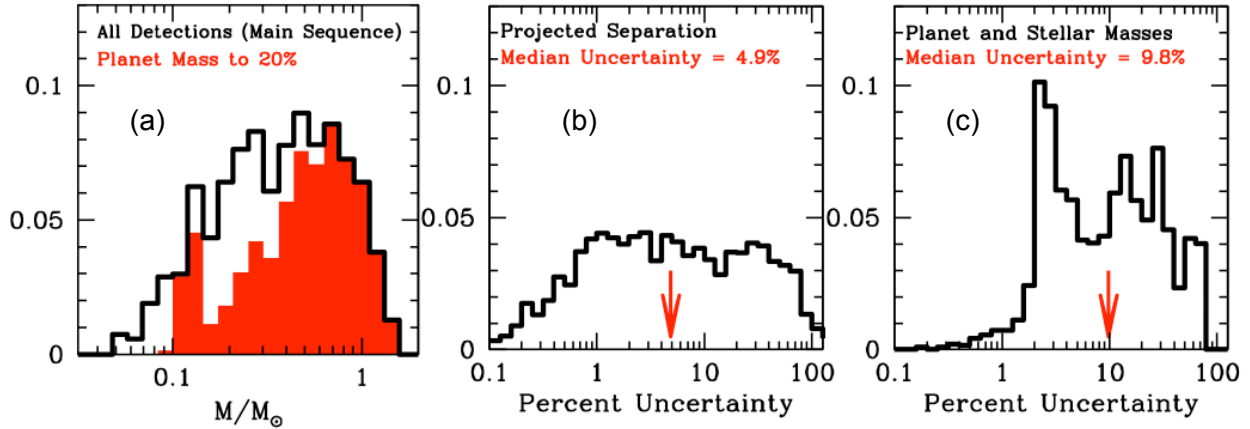 All Detections (Main Sequence)
Planet Mass to 20%
(a)
0.1
0.05
0
0.1
1
M/M⊙
Projected Separation
Median Uncertainty = 4.9%
(b)
0.1
0.05
0
0.1
1
10
100
Percent Uncertainty
Planet and Stellar Masses
Median Uncertainty = 9.8%
(c)
0.1
0.05
0
0.1
1
10
100
Percent Uncertainty